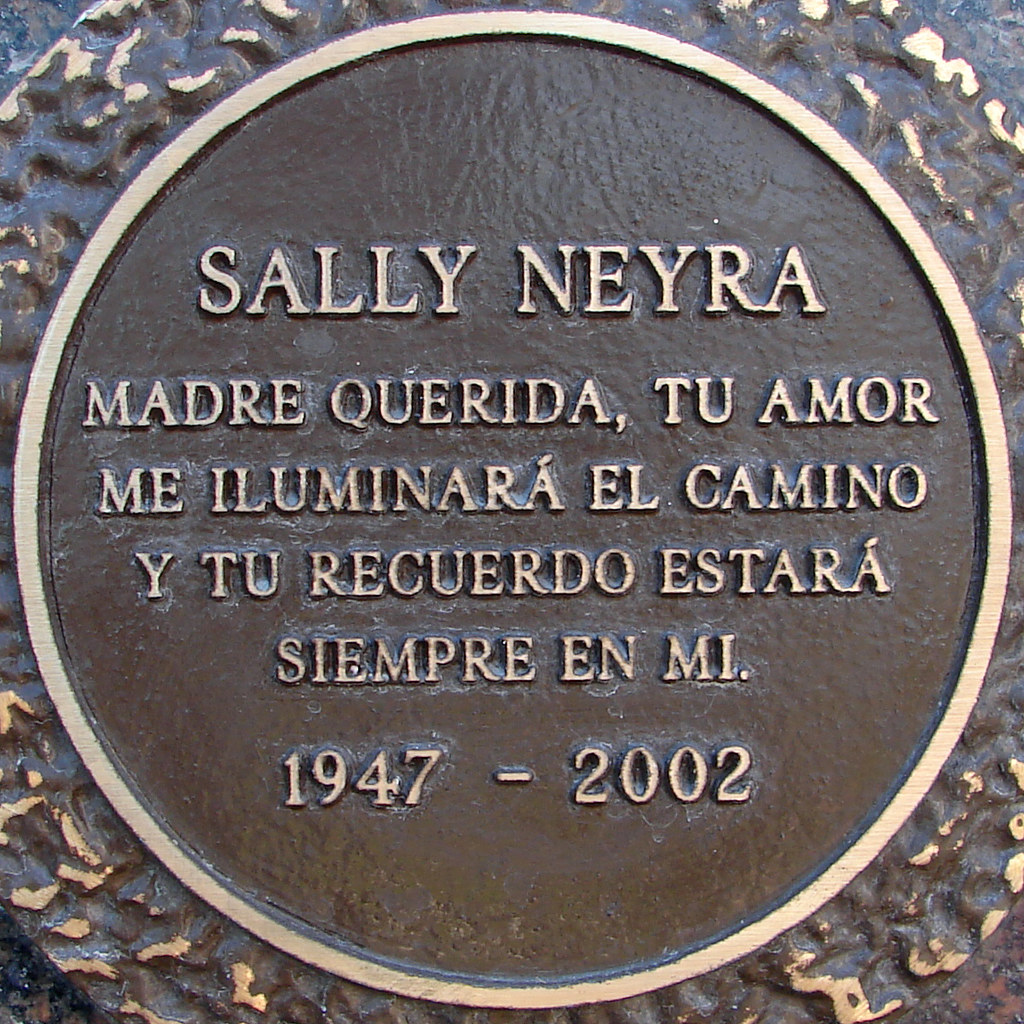 SALLY NEYRA
MADRE QUERIDA, TU AMOR
ME ILUMINARÁ EL CAMINO
Y TU RECUERDO ESTARÁ
SIEMPRE EN MI.
1947 - 2002